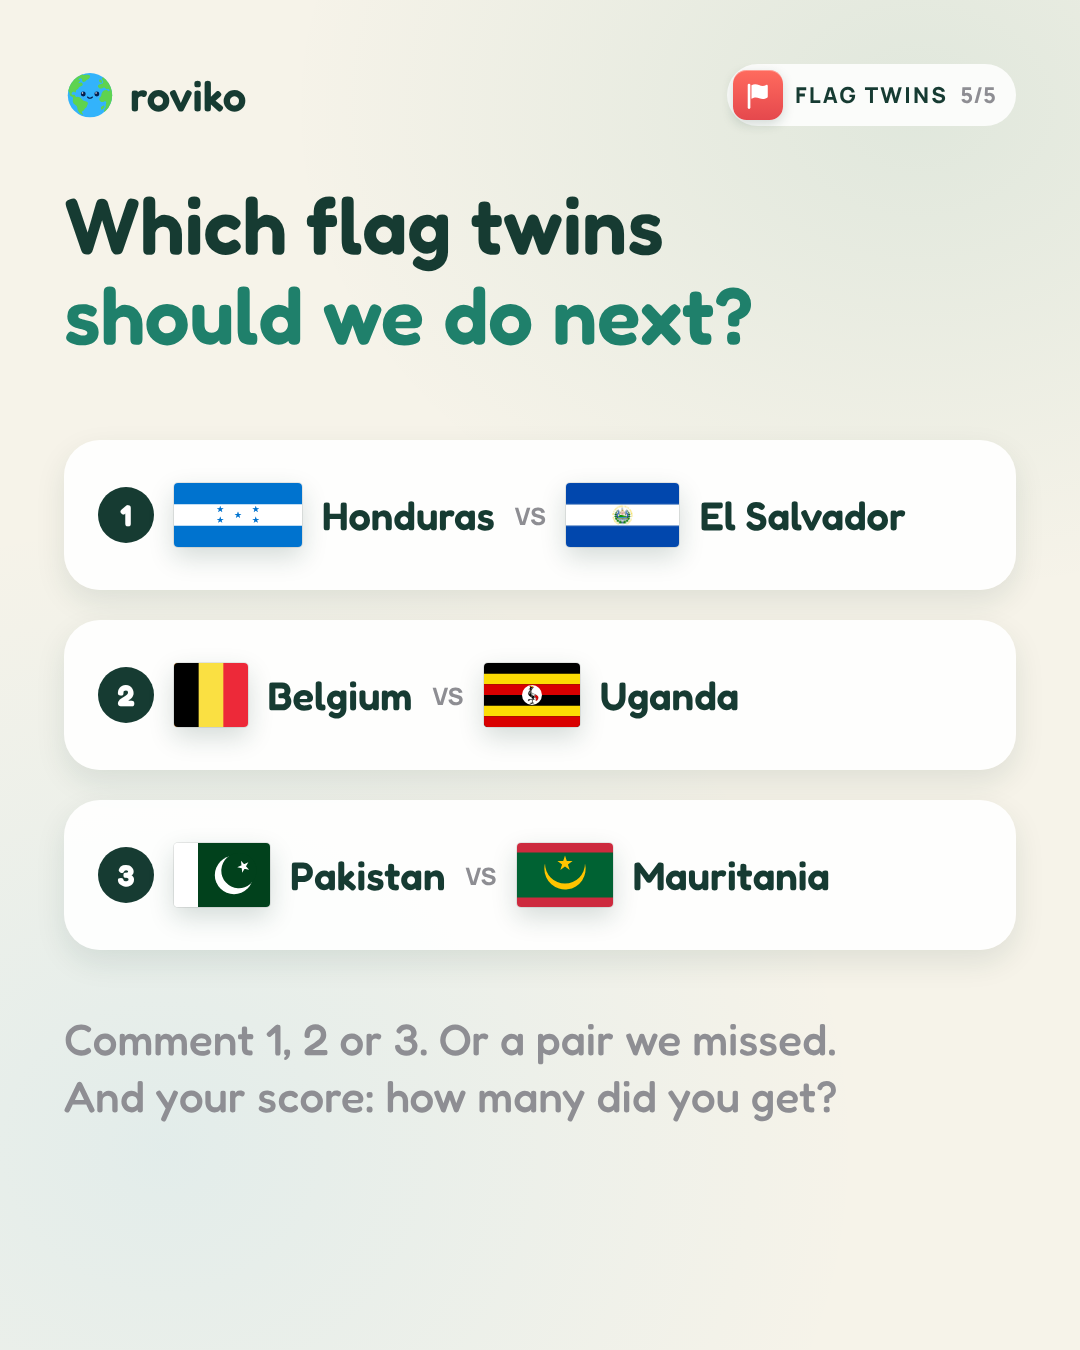 roviko
FLAG TWINS 5/5
Which flag twins
should we do next?
1 Honduras VS El Salvador
2 Belgium VS Uganda
3 Pakistan VS Mauritania
Comment 1, 2 or 3. Or a pair we missed.
And your score: how many did you get?